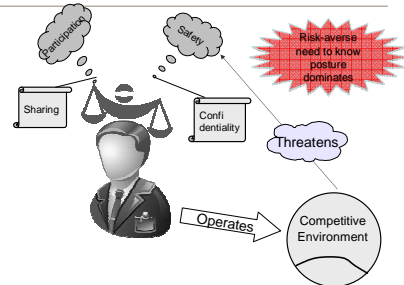 Participation
Safety
Risk-averse
need to know
posture
dominates
Sharing
Confi
dentiality
Threatens
Operates
Competitive
Environment